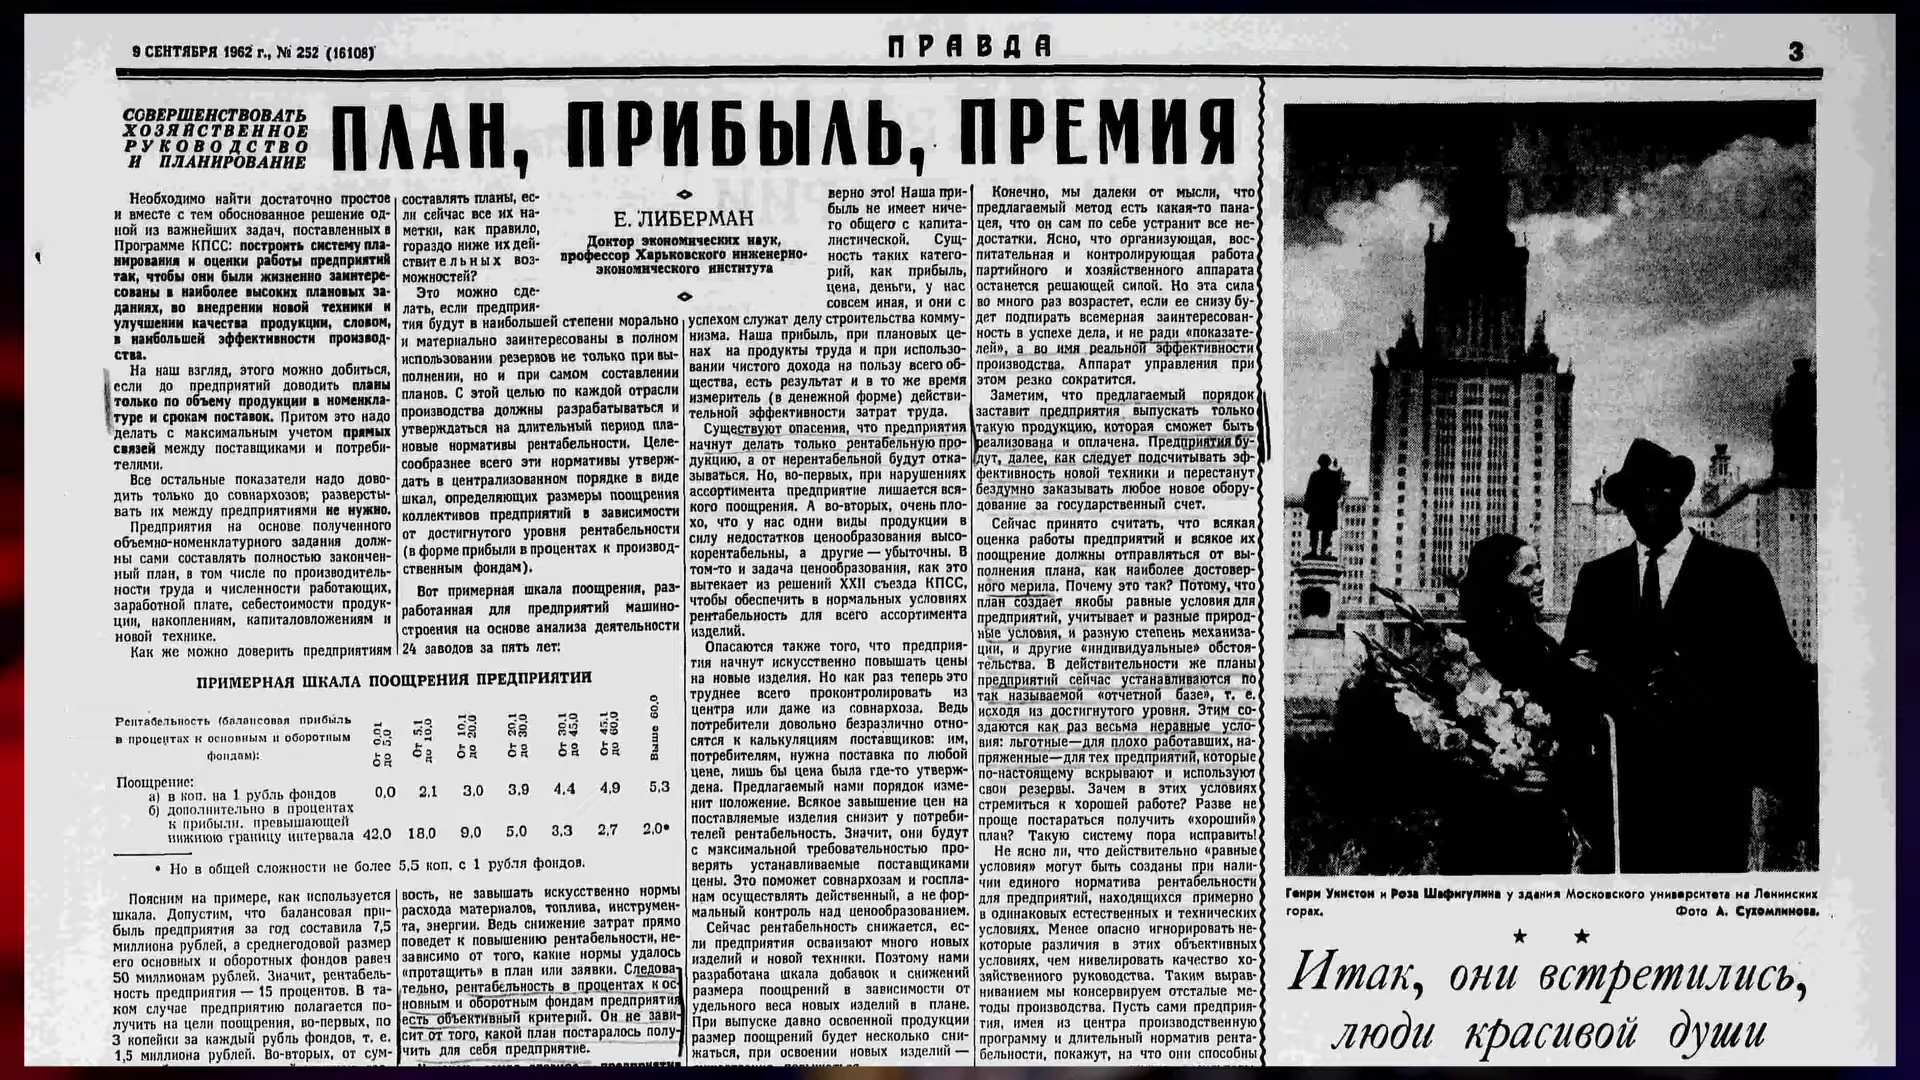 9 СЕНТЯБРЯ 1962 г., № 252 (16108)
ПРАВДА
3
СОВЕРШЕНСТВОВАТЬ
ХОЗЯЙСТВЕННОЕ
РУКОВОДСТВО
И ПЛАНИРОВАНИЕ
ПЛАН, ПРИБЫЛЬ, ПРЕМИЯ
Необходимо найти достаточно простое
и вместе с тем обоснованное решение од-
ной из важнейших задач, поставленных в
Программе КПСС: построить систему пла-
нирования и оценки работы предприятий
так, чтобы они были жизненно заинтере-
сованы в наиболее высоких плановых за-
даниях, во внедрении новой техники и
улучшении качества продукции, словом,
в наибольшей эффективности производ-
ства.
На наш взгляд, этого можно добиться,
если до предприятий доводить планы
только по объему продукции в номенкла-
туре и срокам поставок. Притом это надо
делать с максимальным учетом прямых
связей между поставщиками и потреби-
телями.
Все остальные показатели надо дово-
дить только до совнархозов; разверсты-
вать их между предприятиями не нужно.
Предприятия на основе полученного
объемно-номенклатурного задания долж-
ны сами составлять полностью закончен-
ный план, в том числе по производитель-
ности труда и численности работающих,
заработной плате, себестоимости продук-
ции, накоплениям, капиталовложениям и
новой технике.
Как же можно доверить предприятиям
составлять планы, ес-
ли сейчас все их на-
метки, как правило,
гораздо ниже их дей-
ствительных воз-
можностей?
Это можно сде-
лать, если предприя-
тия будут в наибольшей степени морально
и материально заинтересованы в полном
использовании резервов не только при вы-
полнении, но и при самом составлении
планов. С этой целью по каждой отрасли
производства должны разрабатываться и
утверждаться на длительный период пла-
новые нормативы рентабельности. Целе-
сообразнее всего эти нормативы утверж-
дать в централизованном порядке в виде
шкал, определяющих размеры поощрения
коллективов предприятий в зависимости
от достигнутого уровня рентабельности
(в форме прибыли в процентах к производ-
ственным фондам).
Вот примерная шкала поощрения, раз-
работанная для предприятий машино-
строения на основе анализа деятельности
24 заводов за пять лет:
Е. ЛИБЕРМАН
Доктор экономических наук,
профессор Харьковского инженерно-
экономического института
ПРИМЕРНАЯ ШКАЛА ПООЩРЕНИЯ ПРЕДПРИЯТИЙ
Рентабельность (балансовая прибыль
в процентах к основным и оборотным
фондам):
От 0,01 до 5,0
От 5,1 до 10,0
От 10,1 до 20,0
От 20,1 до 30,0
От 30,1 до 45,0
От 45,1 до 60,0
Выше 60,0
Поощрение:
а) в коп. на 1 рубль фондов 0,0 2,1 3,0 3,9 4,4 4,9 5,3
б) дополнительно в процентах
к прибыли, превышающей
нижнюю границу интервала 42,0 18,0 9,0 5,0 3,3 2,7 2,0*
* Но в общей сложности не более 5,5 коп. с 1 рубля фондов.
Поясним на примере, как используется
шкала. Допустим, что балансовая при-
быль предприятия за год составила 7,5
миллиона рублей, а среднегодовой размер
его основных и оборотных фондов равен
50 миллионам рублей. Значит, рентабель-
ность предприятия — 15 процентов. В та-
ком случае предприятию полагается по-
лучить на цели поощрения, во-первых, по
3 копейки за каждый рубль фондов, т. е.
1,5 миллиона рублей. Во-вторых, от сум-
вость, не завышать искусственно нормы
расхода материалов, топлива, инструмен-
та, энергии. Ведь снижение затрат прямо
поведет к повышению рентабельности, не-
зависимо от того, какие нормы удалось
«протащить» в план или заявки. Следова-
тельно, рентабельность в процентах к ос-
новным и оборотным фондам предприятия
есть объективный критерий. Он не зави-
сит от того, какой план постаралось полу-
чить для себя предприятие.
верно это! Наша при-
быль не имеет ниче-
го общего с капита-
листической. Сущ-
ность таких катего-
рий, как прибыль,
цена, деньги, у нас
совсем иная, и они с
успехом служат делу строительства комму-
низма. Наша прибыль, при плановых це-
нах на продукты труда и при использо-
вании чистого дохода на пользу всего об-
щества, есть результат и в то же время
измеритель (в денежной форме) действи-
тельной эффективности затрат труда.
Существуют опасения, что предприятия
начнут делать только рентабельную про-
дукцию, а от нерентабельной будут отка-
зываться. Но, во-первых, при нарушениях
ассортимента предприятие лишается вся-
кого поощрения. А во-вторых, очень пло-
хо, что у нас одни виды продукции в
силу недостатков ценообразования высо-
корентабельны, а другие — убыточны. В
том-то и задача ценообразования, как это
вытекает из решений XXII съезда КПСС,
чтобы обеспечить в нормальных условиях
рентабельность для всего ассортимента
изделий.
Опасаются также того, что предприя-
тия начнут искусственно повышать цены
на новые изделия. Но как раз теперь это
труднее всего проконтролировать из
центра или даже из совнархоза. Ведь
потребители довольно безразлично отно-
сятся к калькуляциям поставщиков: им,
потребителям, нужна поставка по любой
цене, лишь бы цена была где-то утверж-
дена. Предлагаемый нами порядок изме-
нит положение. Всякое завышение цен на
поставляемые изделия снизит у потреби-
телей рентабельность. Значит, они будут
с максимальной требовательностью про-
верять устанавливаемые поставщиками
цены. Это поможет совнархозам и госпла-
нам осуществлять действенный, а не фор-
мальный контроль над ценообразованием.
Сейчас рентабельность снижается, ес-
ли предприятия осваивают много новых
изделий и новой техники. Поэтому нами
разработана шкала добавок и снижений
размера поощрений в зависимости от
удельного веса новых изделий в плане.
При выпуске давно освоенной продукции
размер поощрений будет несколько сни-
жаться, при освоении новых изделий —
Конечно, мы далеки от мысли, что
предлагаемый метод есть какая-то пана-
цея, что он сам по себе устранит все не-
достатки. Ясно, что организующая, вос-
питательная и контролирующая работа
партийного и хозяйственного аппарата
останется решающей силой. Но эта сила
во много раз возрастет, если ее снизу бу-
дет подпирать всемерная заинтересован-
ность в успехе дела, и не ради «показате-
лей», а во имя реальной эффективности
производства. Аппарат управления при
этом резко сократится.
Заметим, что предлагаемый порядок
заставит предприятия выпускать только
такую продукцию, которая сможет быть
реализована и оплачена. Предприятия бу-
дут, далее, как следует подсчитывать эф-
фективность новой техники и перестанут
бездумно заказывать любое новое обору-
дование за государственный счет.
Сейчас принято считать, что всякая
оценка работы предприятий и всякое их
поощрение должны отправляться от вы-
полнения плана, как наиболее достовер-
ного мерила. Почему это так? Потому, что
план создает якобы равные условия для
предприятий, учитывает и разные природ-
ные условия, и разную степень механиза-
ции, и другие «индивидуальные» обстоя-
тельства. В действительности же планы
предприятий сейчас устанавливаются по
так называемой «отчетной базе», т. е.
исходя из достигнутого уровня. Этим со-
здаются как раз весьма неравные усло-
вия: льготные—для плохо работавших, на-
пряженные—для тех предприятий, которые
по-настоящему вскрывают и используют
свои резервы. Зачем в этих условиях
стремиться к хорошей работе? Разве не
проще постараться получить «хороший»
план? Такую систему пора исправить!
Не ясно ли, что действительно «равные
условия» могут быть созданы при нали-
чии единого норматива рентабельности
для предприятий, находящихся примерно
в одинаковых естественных и технических
условиях. Менее опасно игнорировать не-
которые различия в этих объективных
условиях, чем нивелировать качество хо-
зяйственного руководства. Таким вырав-
ниванием мы консервируем отсталые ме-
тоды производства. Пусть сами предприя-
тия, имея из центра производственную
программу и длительный норматив рента-
бельности, покажут, на что они способны
Генри Уинстон и Роза Шафигулина у здания Московского университета на Ленинских
горах.
Фото А. Сухомлинова.
Итак, они встретились,
люди красивой души